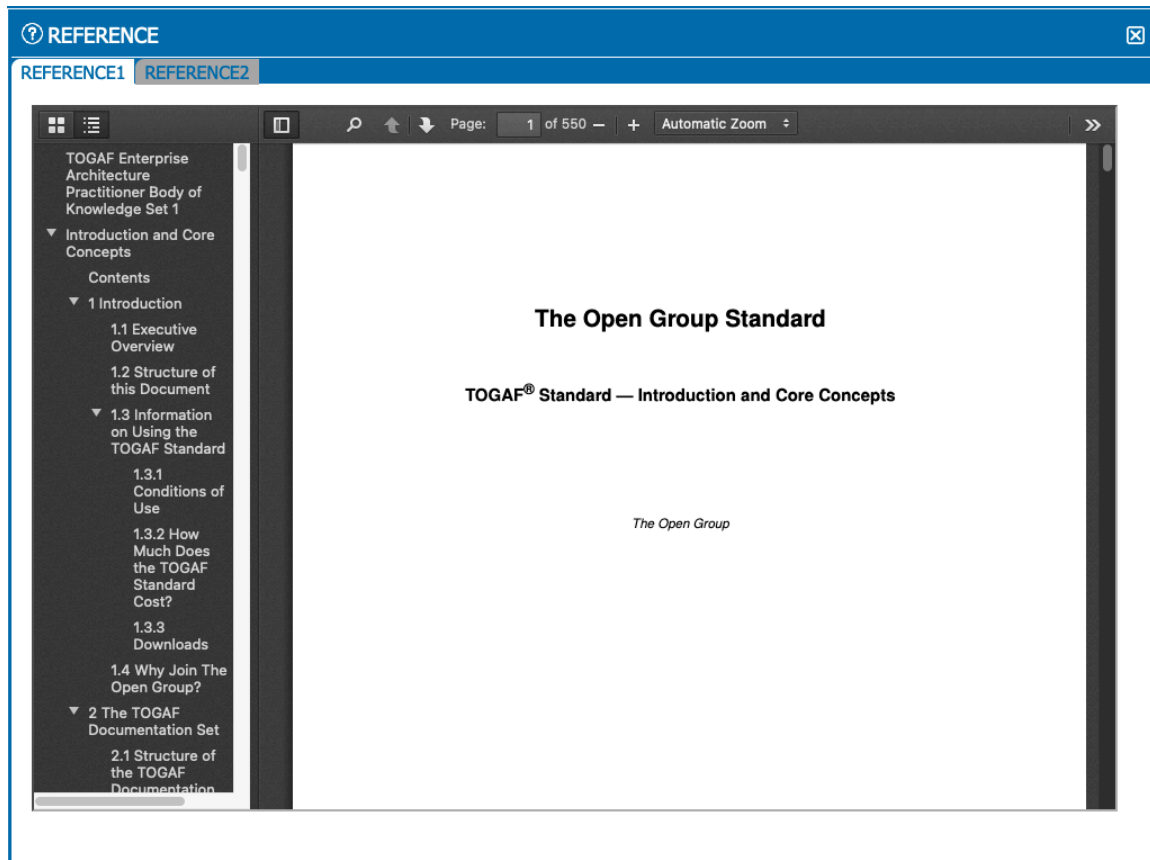 REFERENCE
REFERENCE1 REFERENCE2
Page: 1 of 550 Automatic Zoom
TOGAF Enterprise
Architecture
Practitioner Body of
Knowledge Set 1
Introduction and Core
Concepts
Contents
1 Introduction
1.1 Executive
Overview
1.2 Structure of
this Document
1.3 Information
on Using the
TOGAF Standard
1.3.1
Conditions of
Use
1.3.2 How
Much Does
the TOGAF
Standard
Cost?
1.3.3
Downloads
1.4 Why Join The
Open Group?
2 The TOGAF
Documentation Set
2.1 Structure of
the TOGAF
Documentation
The Open Group Standard
TOGAF® Standard — Introduction and Core Concepts
The Open Group